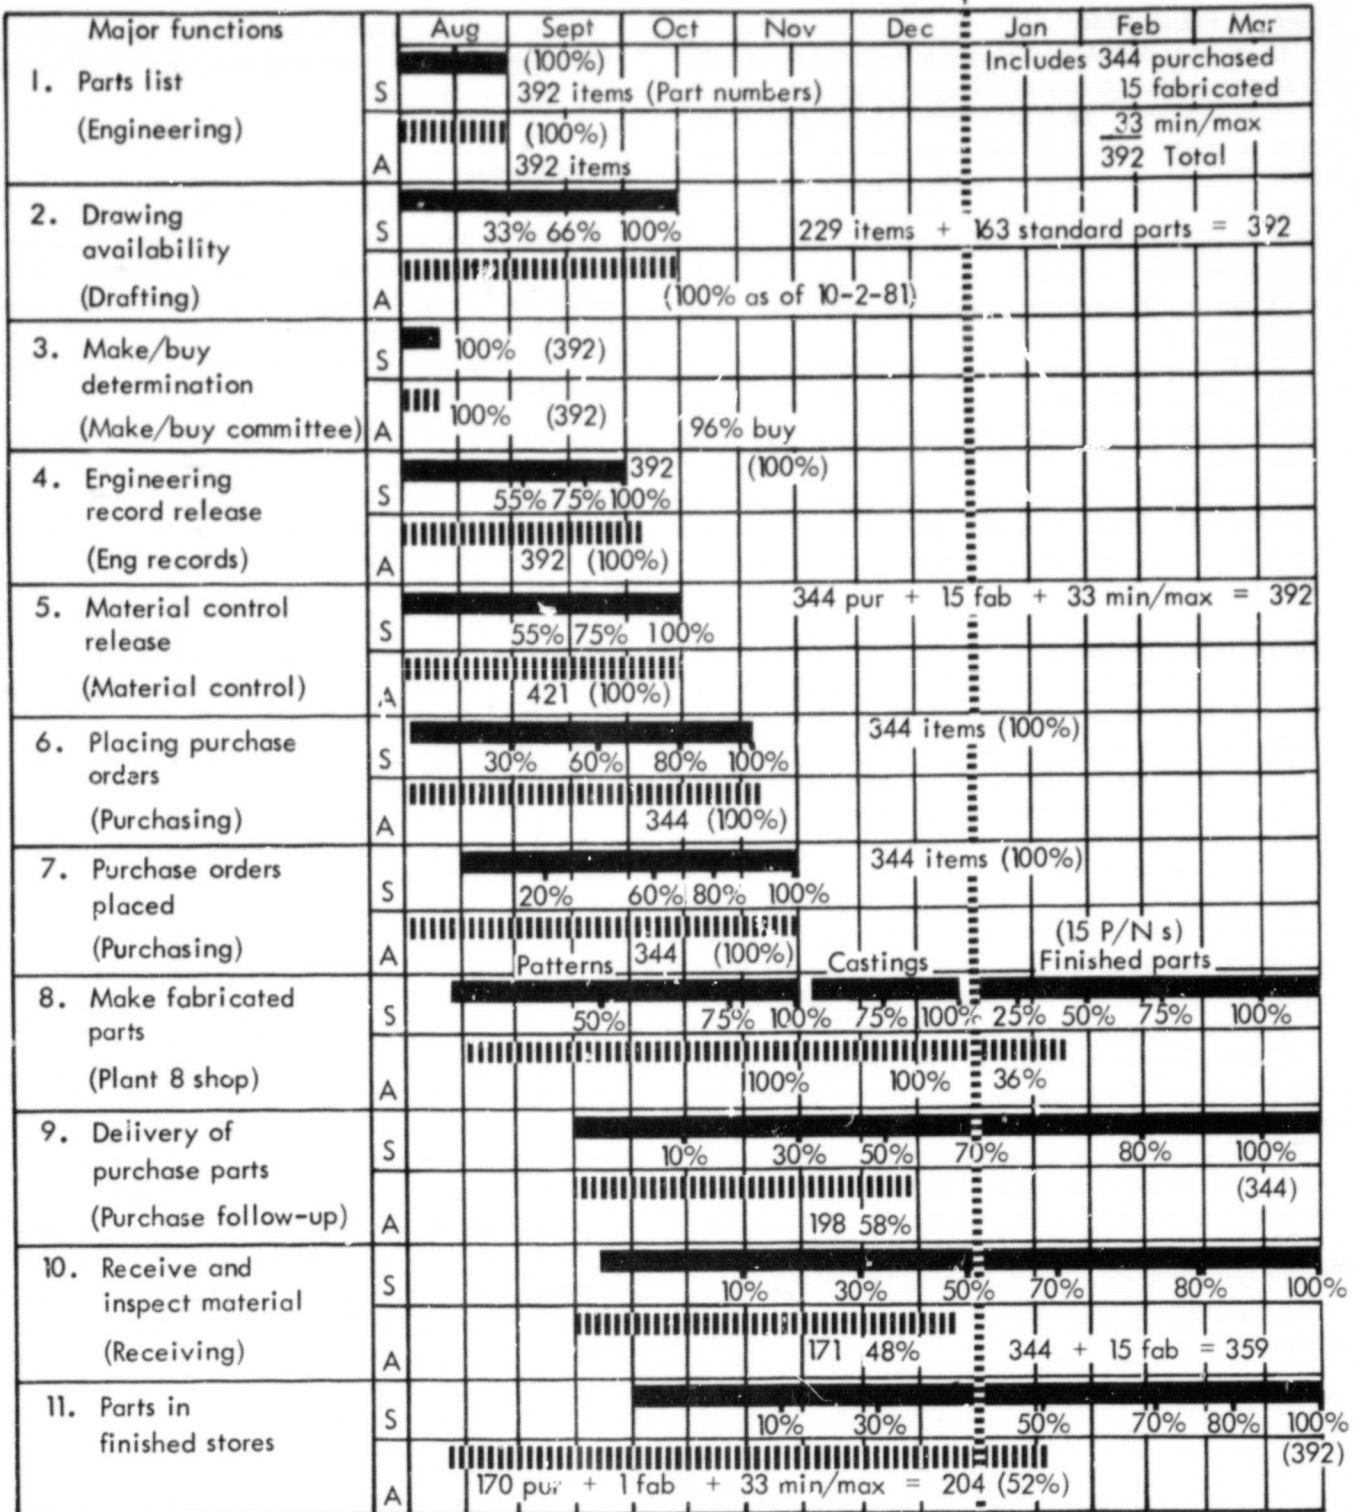 Major functions S Aug Sept Oct Nov Dec Jan Feb Mar
1. Parts list
(Engineering)
S
(100%)
392 items (Part numbers)
Includes 344 purchased
15 fabricated
33 min/max
392 Total
A
(100%)
392 items
2. Drawing
availability
(Drafting)
S
33% 66% 100%
229 items + 163 standard parts = 392
A
(100% as of 10-2-81)
3. Make/buy
determination
(Make/buy committee)
S
100% (392)
A
100% (392)
96% buy
4. Engineering
record release
(Eng records)
S
392 (100%)
55% 75% 100%
A
392 (100%)
5. Material control
release
(Material control)
S
344 pur + 15 fab + 33 min/max = 392
55% 75% 100%
A
421 (100%)
6. Placing purchase
orders
(Purchasing)
S
344 items (100%)
30% 60% 80% 100%
A
344 (100%)
7. Purchase orders
placed
(Purchasing)
S
344 items (100%)
20% 60% 80% 100%
A
344 (100%)
8. Make fabricated
parts
(Plant 8 shop)
Patterns Castings (15 P/N s)
Finished parts
S
50% 75% 100% 75% 100% 25% 50% 75% 100%
A
100% 100% 36%
9. Delivery of
purchase parts
(Purchase follow-up)
S
10% 30% 50% 70% 80% 100%
(344)
A
198 58%
10. Receive and
inspect material
(Receiving)
S
10% 30% 50% 70% 80% 100%
A
171 48% 344 + 15 fab = 359
11. Parts in
finished stores
S
10% 30% 50% 70% 80% 100%
(392)
A
170 pur + 1 fab + 33 min/max = 204 (52%)